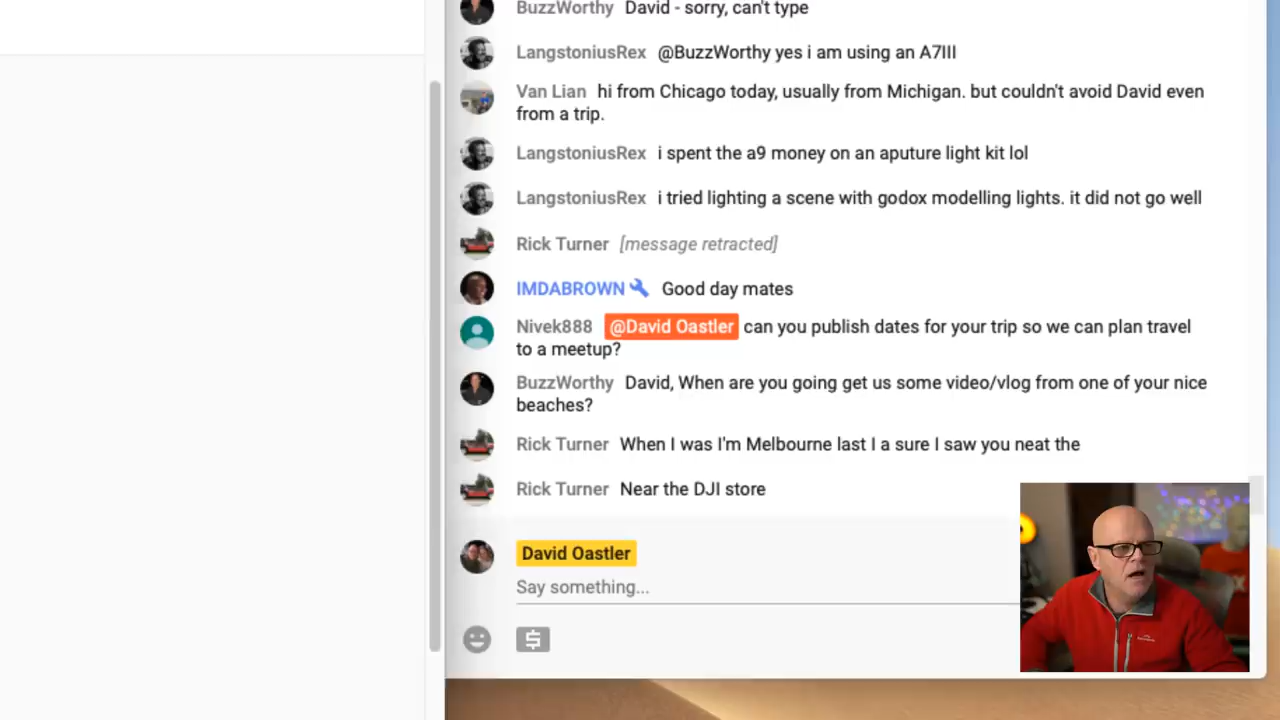 BuzzWorthy David - sorry, can't type
LangstoniusRex @BuzzWorthy yes i am using an A7III
Van Lian hi from Chicago today, usually from Michigan. but couldn't avoid David even
from a trip.
LangstoniusRex i spent the a9 money on an aputure light kit lol
LangstoniusRex i tried lighting a scene with godox modelling lights. it did not go well
Rick Turner [message retracted]
IMDABROWN Good day mates
Nivek888 @David Oastler can you publish dates for your trip so we can plan travel
to a meetup?
BuzzWorthy David, When are you going get us some video/vlog from one of your nice
beaches?
Rick Turner When I was I'm Melbourne last I a sure I saw you neat the
Rick Turner Near the DJI store
David Oastler
Say something...